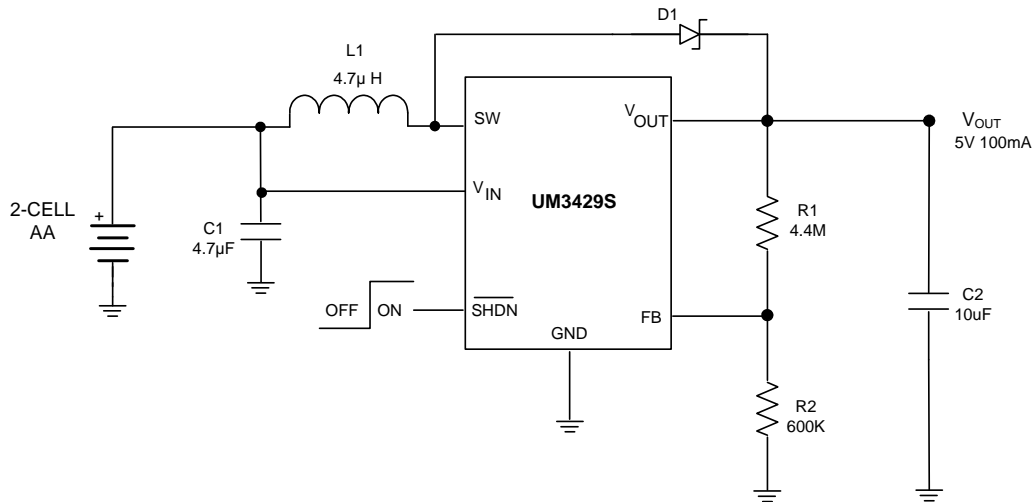 D1
L1
4.7µ H
SW
VOUT
VOUT
5V 100mA
2-CELL
AA
+
VIN
UM3429S
C1
4.7µF
R1
4.4M
OFF
ON
SHDN
FB
GND
C2
10uF
R2
600K